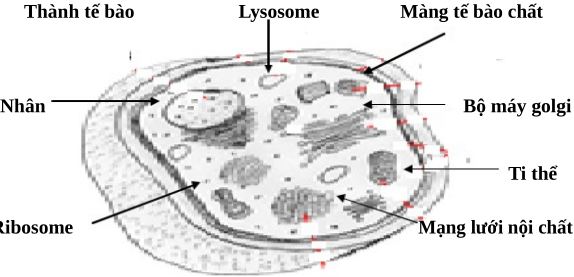 Thành tế bào
Lysosome
Màng tế bào chất
Nhân
Bộ máy golgi
Ti thể
Ribosome
Mạng lưới nội chất